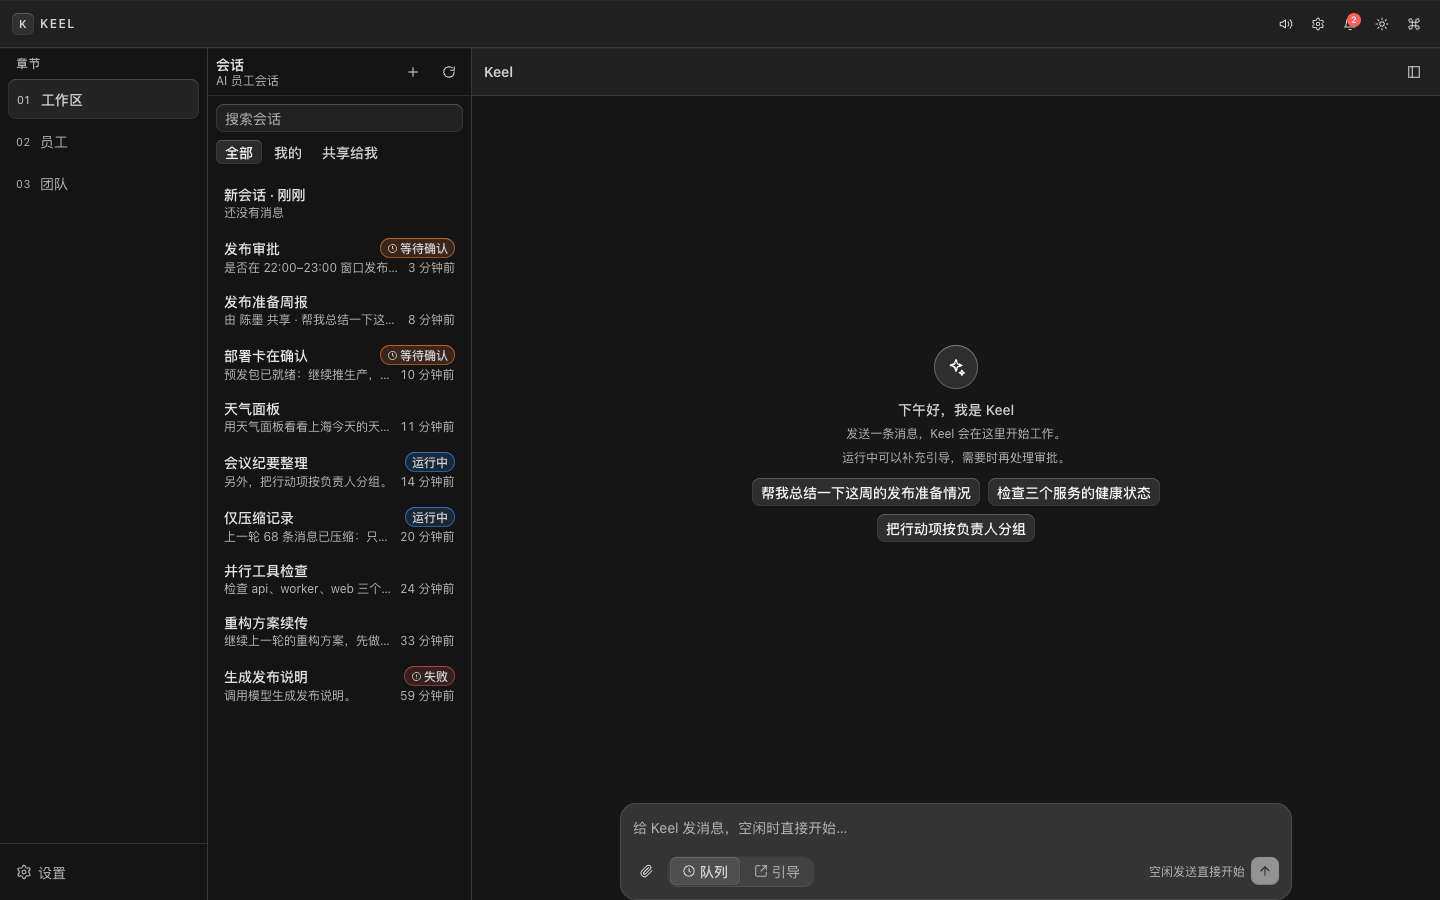 K KEEL
2
章节
01 工作区
02 员工
03 团队
设置
会话
AI 员工会话
搜索会话
全部 我的 共享给我
新会话 · 刚刚
还没有消息
发布审批 等待确认
是否在 22:00–23:00 窗口发布... 3 分钟前
发布准备周报
由 陈墨 共享 · 帮我总结一下这... 8 分钟前
部署卡在确认 等待确认
预发包已就绪：继续推生产，... 10 分钟前
天气面板
用天气面板看看上海今天的天... 11 分钟前
会议纪要整理 运行中
另外，把行动项按负责人分组。 14 分钟前
仅压缩记录 运行中
上一轮 68 条消息已压缩：只... 20 分钟前
并行工具检查
检查 api、worker、web 三个... 24 分钟前
重构方案续传
继续上一轮的重构方案，先做... 33 分钟前
生成发布说明 失败
调用模型生成发布说明。 59 分钟前
Keel
下午好，我是 Keel
发送一条消息，Keel 会在这里开始工作。
运行中可以补充引导，需要时再处理审批。
帮我总结一下这周的发布准备情况 检查三个服务的健康状态
把行动项按负责人分组
给 Keel 发消息，空闲时直接开始...
队列 引导 空闲发送直接开始